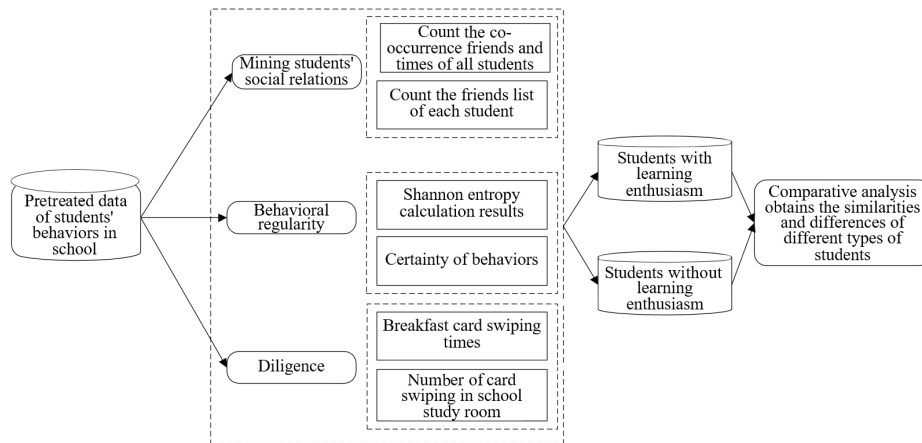 Pretreated data
of students'
behaviors in
school
Mining students'
social relations
Count the co-
occurrence friends and
times of all students
Count the friends list
of each student
Behavioral
regularity
Shannon entropy
calculation results
Certainty of behaviors
Diligence
Breakfast card swiping
times
Number of card
swiping in school
study room
Students with
learning
enthusiasm
Students without
learning
enthusiasm
Comparative analysis
obtains the similarities
and differences of
different types of
students